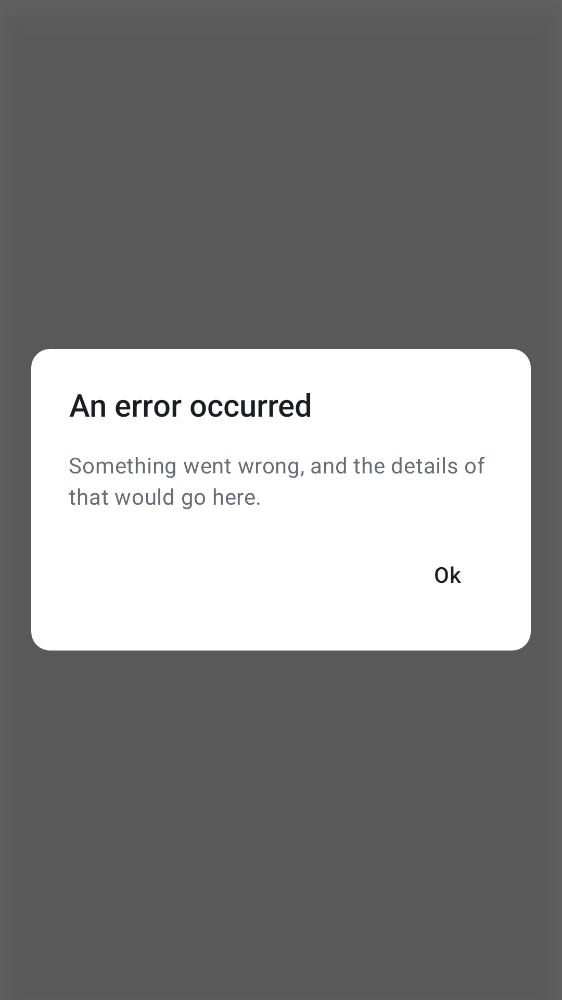 An error occurred
Something went wrong, and the details of
that would go here.
Ok